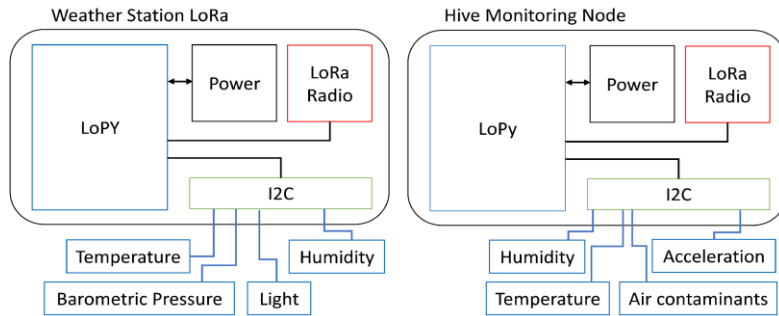 Weather Station LoRa
LoPY
Power
LoRa
Radio
I2C
Temperature
Humidity
Barometric Pressure
Light
Hive Monitoring Node
LoPy
Power
LoRa
Radio
I2C
Humidity
Acceleration
Temperature
Air contaminants